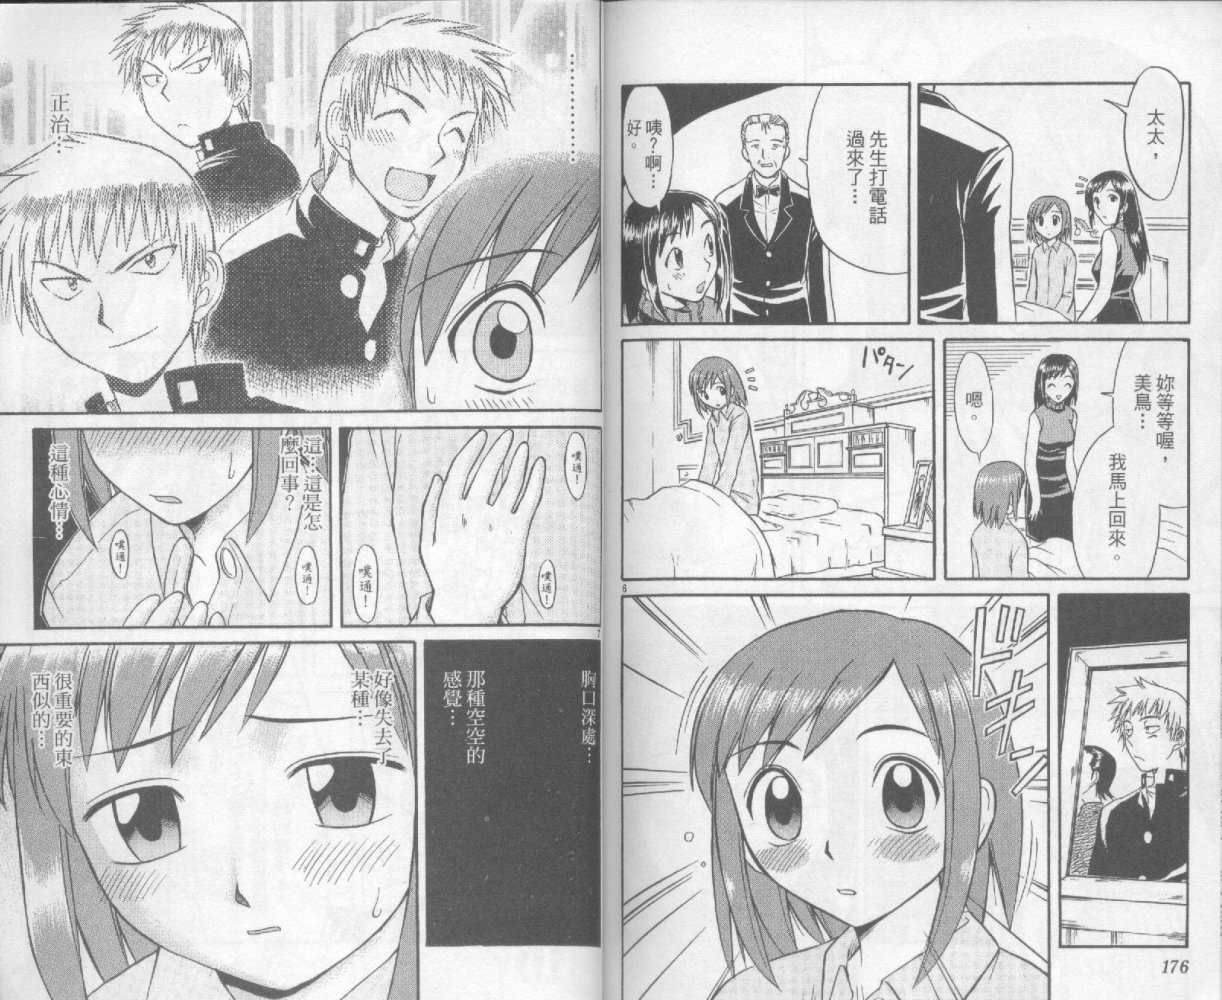 太太，
先生打電話
過來了…
咦？啊…
好。
妳等等喔，
美鳥…
我馬上回來。
嗯。
パタン
6
ドキッ
176
…………………
正治…
噗通！
噗通！
噗通！
噗通！
這…這是怎
麼回事？
這種心情…
7
胸口深處…
那種空空的
感覺…
好像失去了
某種…
很重要的東
西似的…